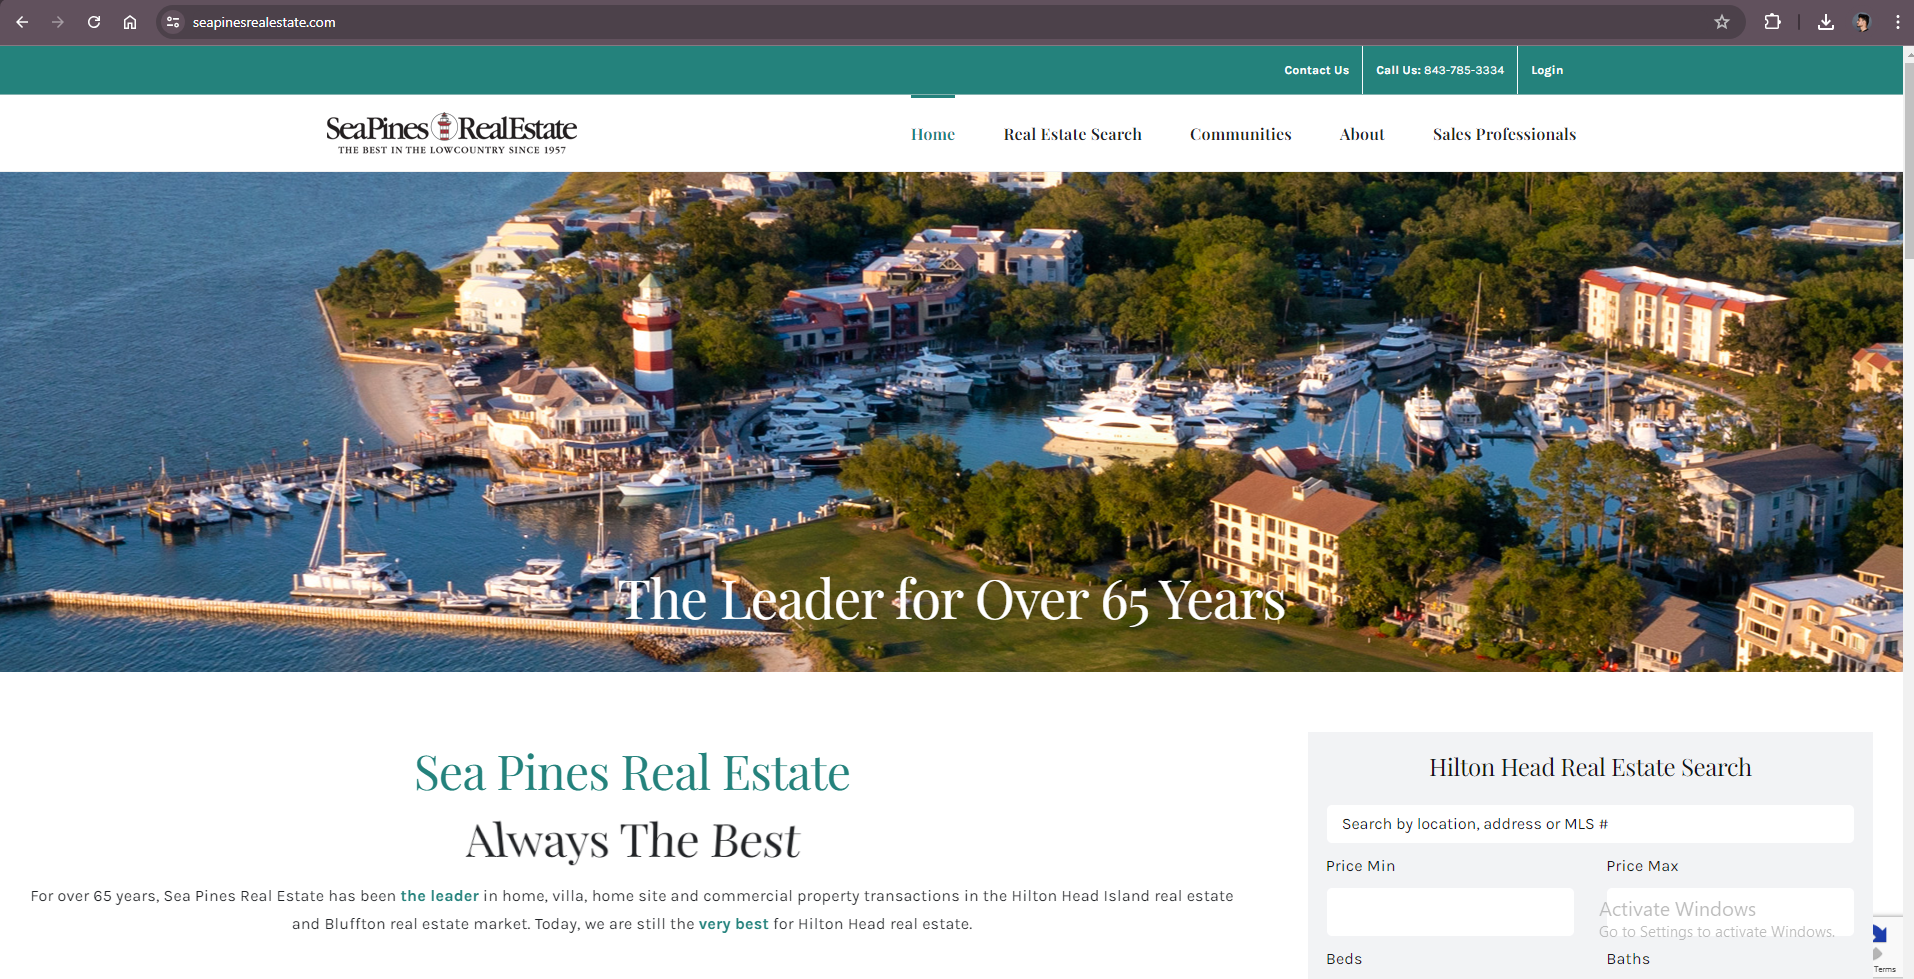 seapinesrealestate.com
Contact Us
Call Us: 843-785-3334
Login
SeaPines RealEstate
THE BEST IN THE LOWCOUNTRY SINCE 1957
Home
Real Estate Search
Communities
About
Sales Professionals
The Leader for Over 65 Years
Sea Pines Real Estate
Always The Best
For over 65 years, Sea Pines Real Estate has been the leader in home, villa, home site and commercial property transactions in the Hilton Head Island real estate
and Bluffton real estate market. Today, we are still the very best for Hilton Head real estate.
Hilton Head Real Estate Search
Search by location, address or MLS #
Price Min
Price Max
Activate Windows
Go to Settings to activate Windows.
Beds
Baths
Terms